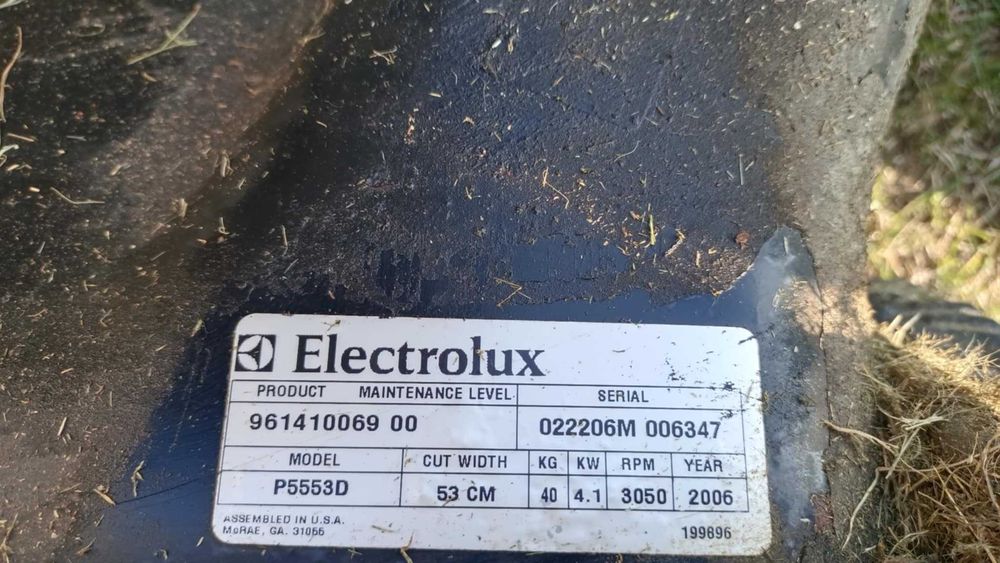 Electrolux
PRODUCT MAINTENANCE LEVEL SERIAL
961410069 00 022206M 006347
MODEL CUT WIDTH KG KW RPM YEAR
P5553D 53 CM 40 4.1 3050 2006
ASSEMBLED IN U.S.A.
McRAE, GA. 31055 199896